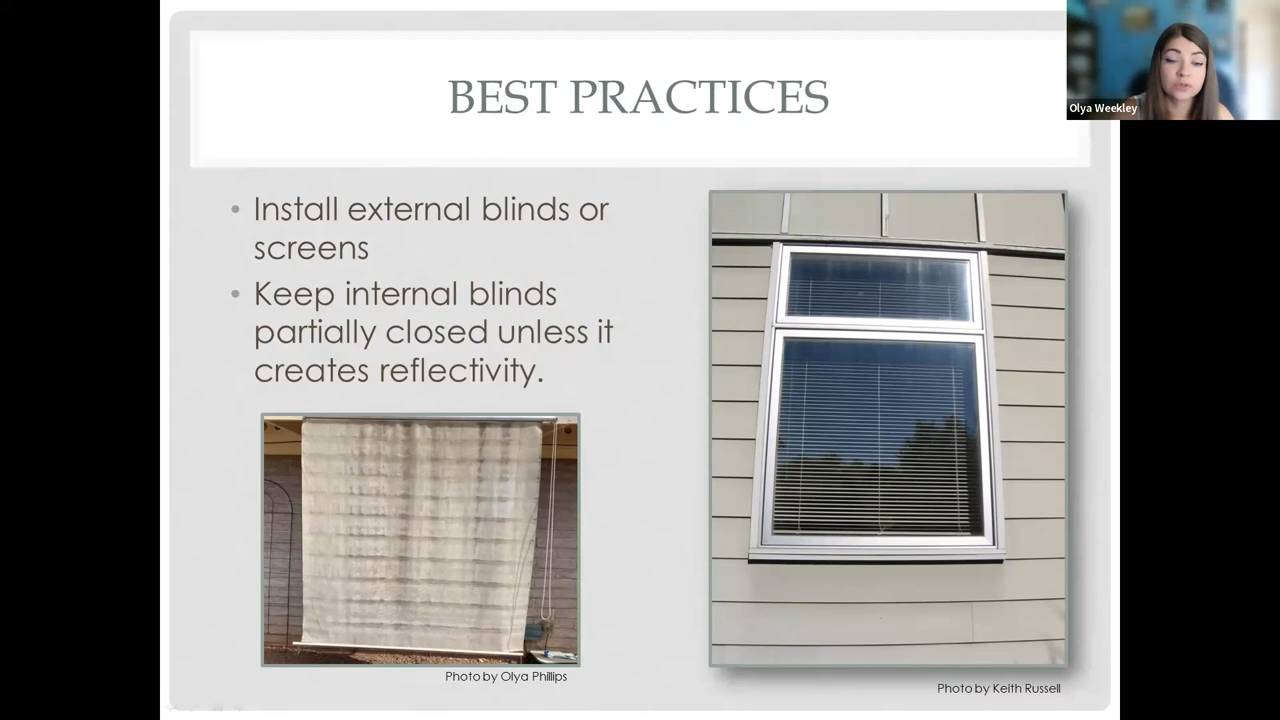 BEST PRACTICES
Olya Weekley
• Install external blinds or
screens
• Keep internal blinds
partially closed unless it
creates reflectivity.
Photo by Olya Phillips
Photo by Keith Russell